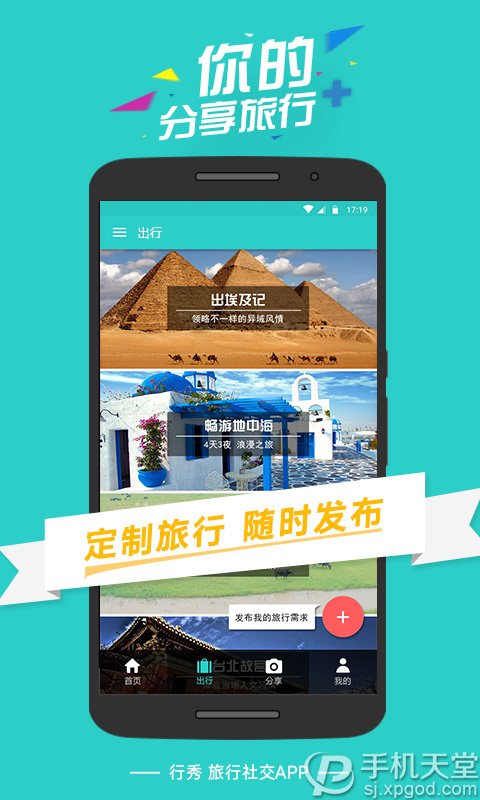 你的
分享旅行
17:19
出行
出埃及记
领略不一样的异域风情
畅游地中海
4天3夜 浪漫之旅
定制旅行 随时发布
发布我的旅行需求
台北故宫
首页
出行
分享
我的
行秀 旅行社交APP
手机天堂
sj.xpgod.com